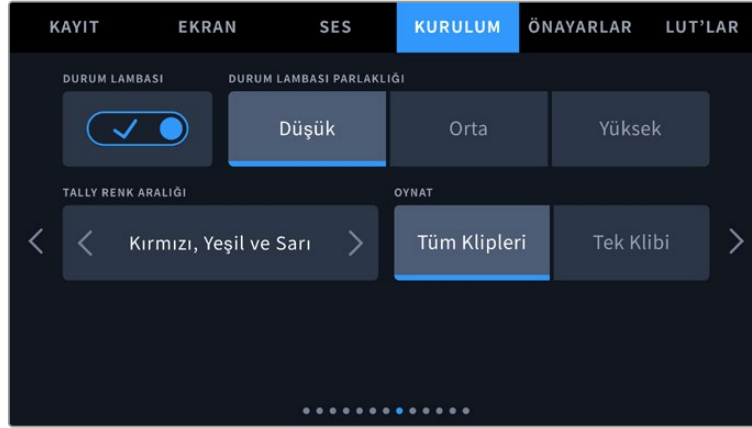 KAYIT EKRAN SES KURULUM ÖNAYARLAR LUT’LAR
DURUM LAMBASI DURUM LAMBASI PARLAKLIĞI
Düşük Orta Yüksek
TALLY RENK ARALIĞI OYNAT
Kırmızı, Yeşil ve Sarı Tüm Klipleri Tek Klibi